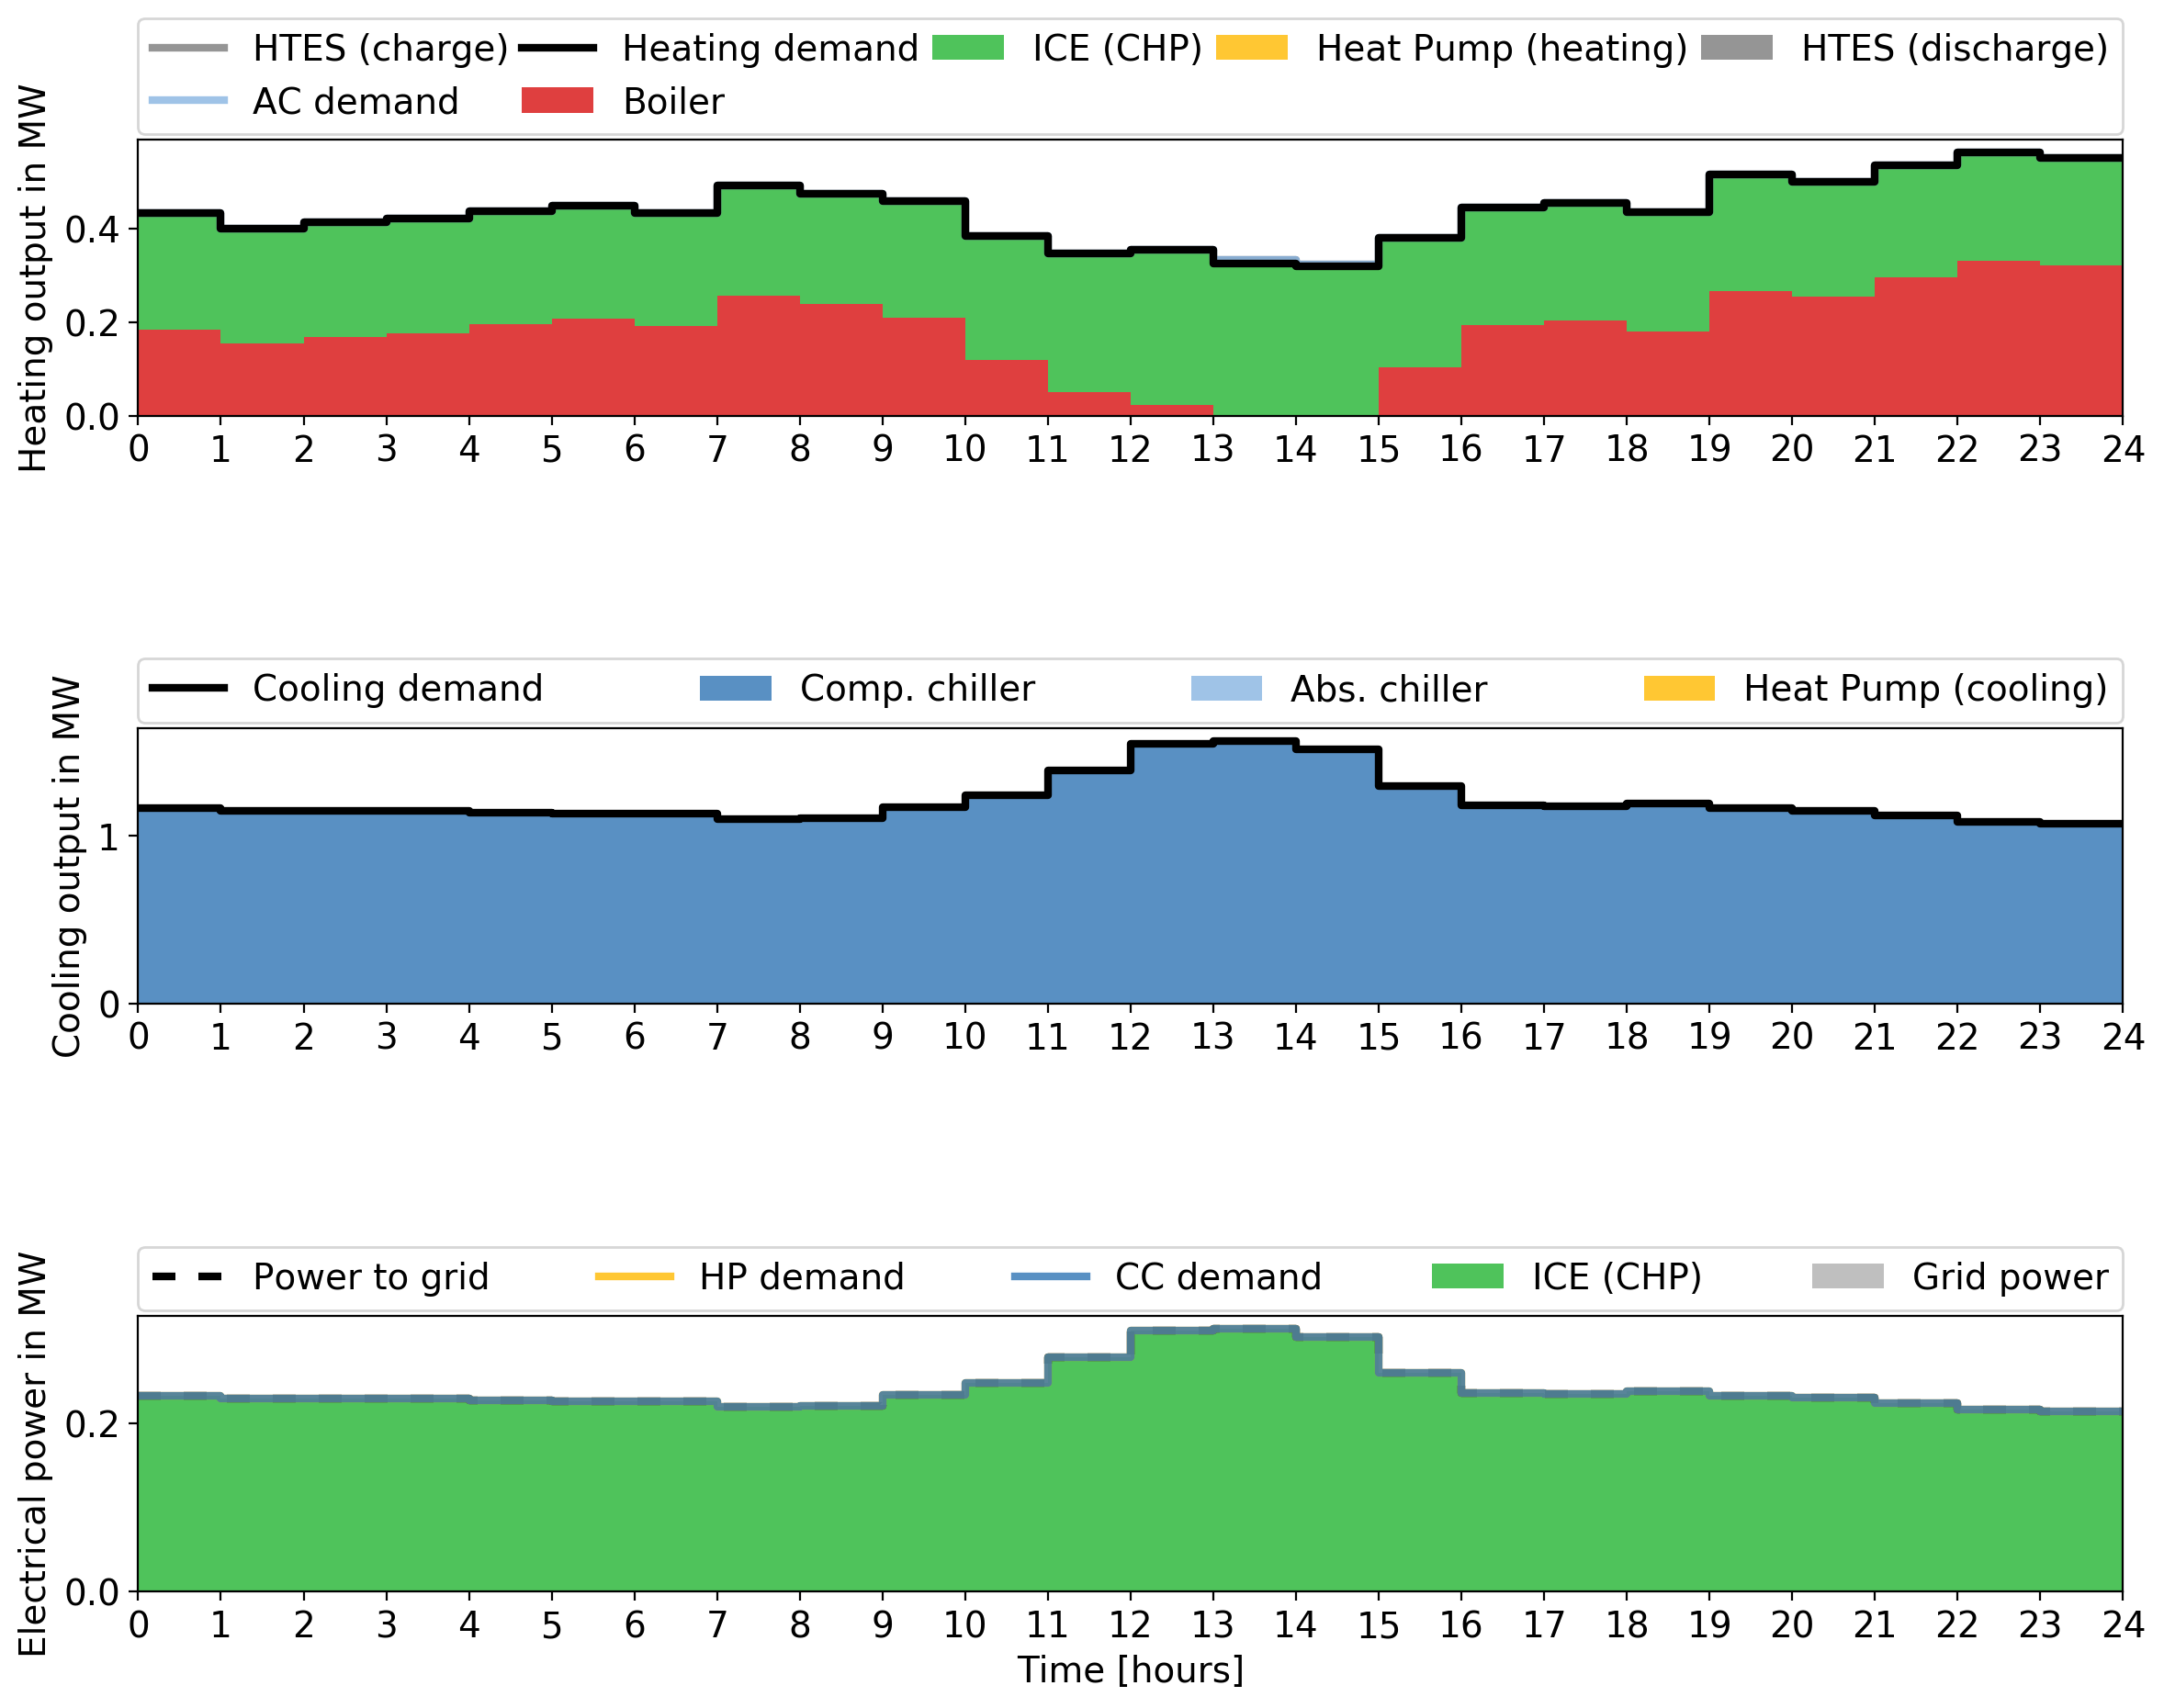 HTES (charge) Heating demand ICE (CHP) Heat Pump (heating) HTES (discharge)
AC demand Boiler
Heating output in MW
0.4
0.2
0.0
0 1 2 3 4 5 6 7 8 9 10 11 12 13 14 15 16 17 18 19 20 21 22 23 24
Cooling demand Comp. chiller Abs. chiller Heat Pump (cooling)
Cooling output in MW
1
0
0 1 2 3 4 5 6 7 8 9 10 11 12 13 14 15 16 17 18 19 20 21 22 23 24
Power to grid HP demand CC demand ICE (CHP) Grid power
Electrical power in MW
0.2
0.0
0 1 2 3 4 5 6 7 8 9 10 11 12 13 14 15 16 17 18 19 20 21 22 23 24
Time [hours]